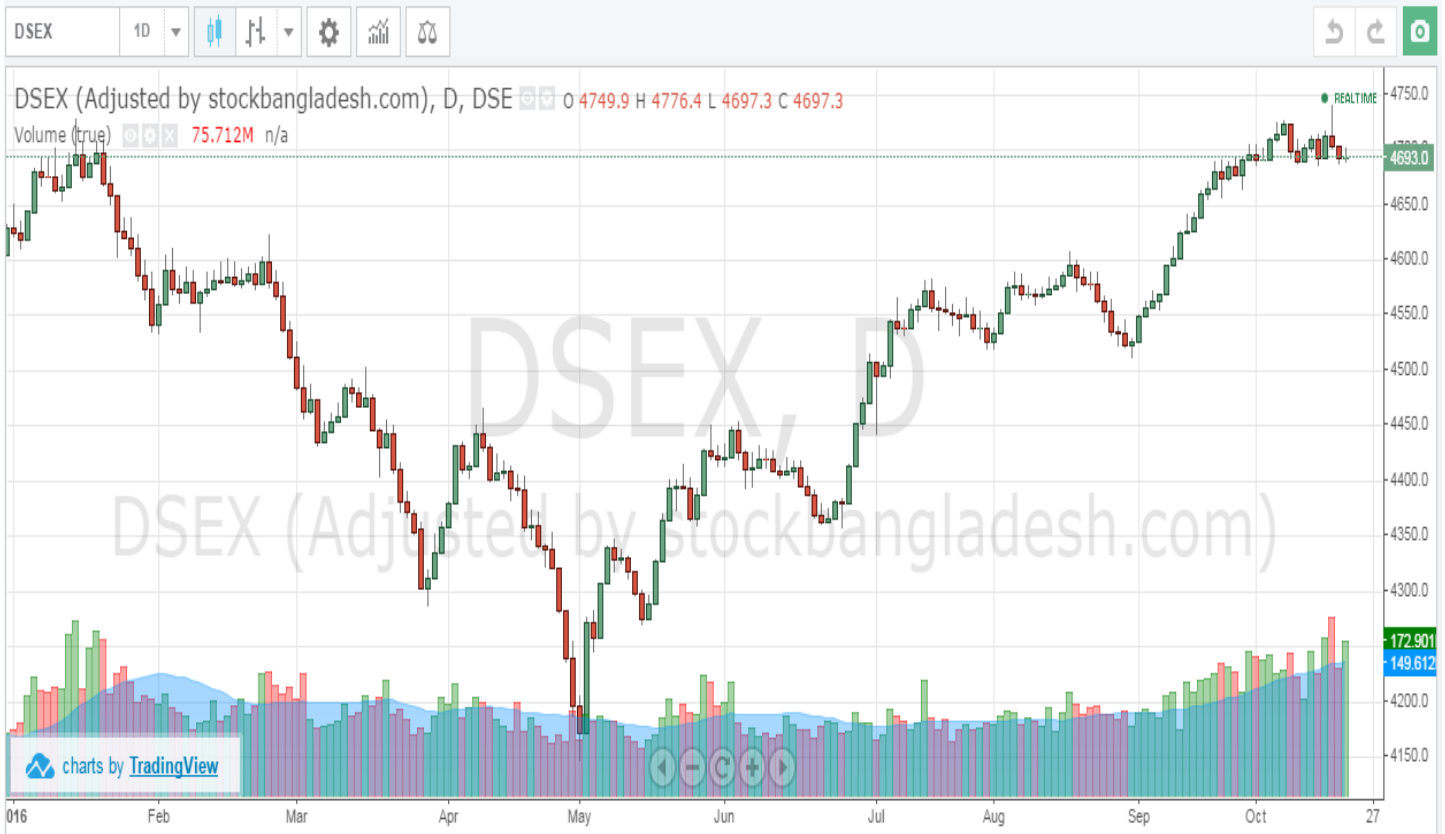 DSEX 1D
DSEX (Adjusted by stockbangladesh.com), D, DSE O 4749.9 H 4776.4 L 4697.3 C 4697.3
REALTIME
Volume (true) 75.712M n/a
DSEX, D
DSEX (Adjusted by stockbangladesh.com)
4750.0
4700.0
4693.0
4650.0
4600.0
4550.0
4500.0
4450.0
4400.0
4350.0
4300.0
172.901
149.612
4200.0
4150.0
charts by TradingView
016 Feb Mar Apr May Jun Jul Aug Sep Oct 27